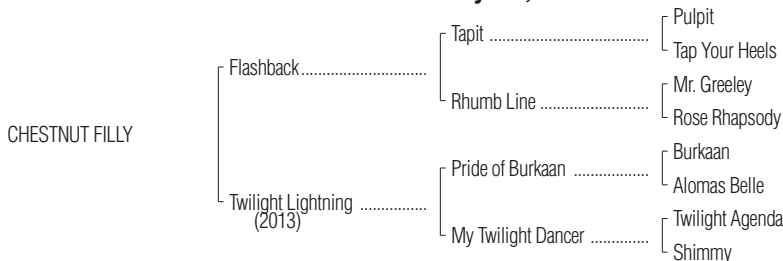 Pulpit
Tapit ........................................
Tap Your Heels
Flashback..............................
Mr. Greeley
Rhumb Line ..........................
Rose Rhapsody
CHESTNUT FILLY
Burkaan
Pride of Burkaan ..................
Alomas Belle
Twilight Lightning ................
(2013)
Twilight Agenda
My Twilight Dancer ..............
Shimmy